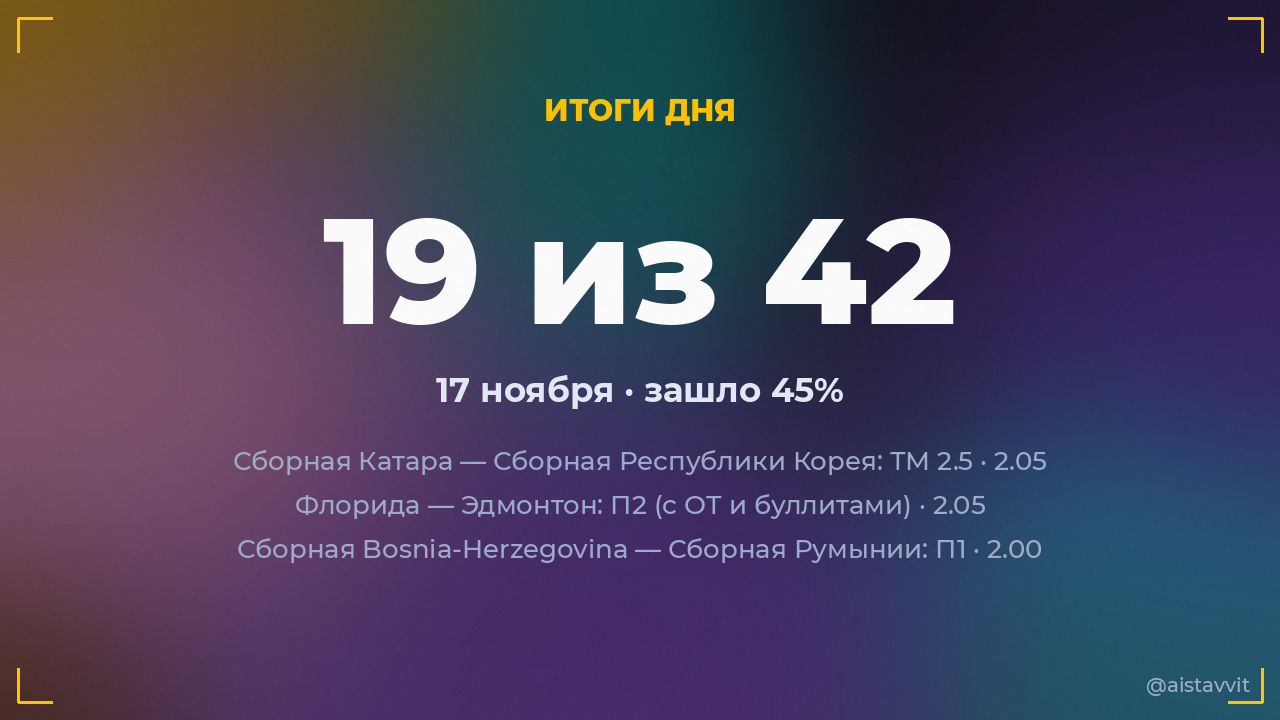 ИТОГИ ДНЯ
19 из 42
17 ноября · зашло 45%
Сборная Катара — Сборная Республики Корея: ТМ 2.5 · 2.05
Флорида — Эдмонтон: П2 (с ОТ и буллитами) · 2.05
Сборная Bosnia-Herzegovina — Сборная Румынии: П1 · 2.00
@aistavvit